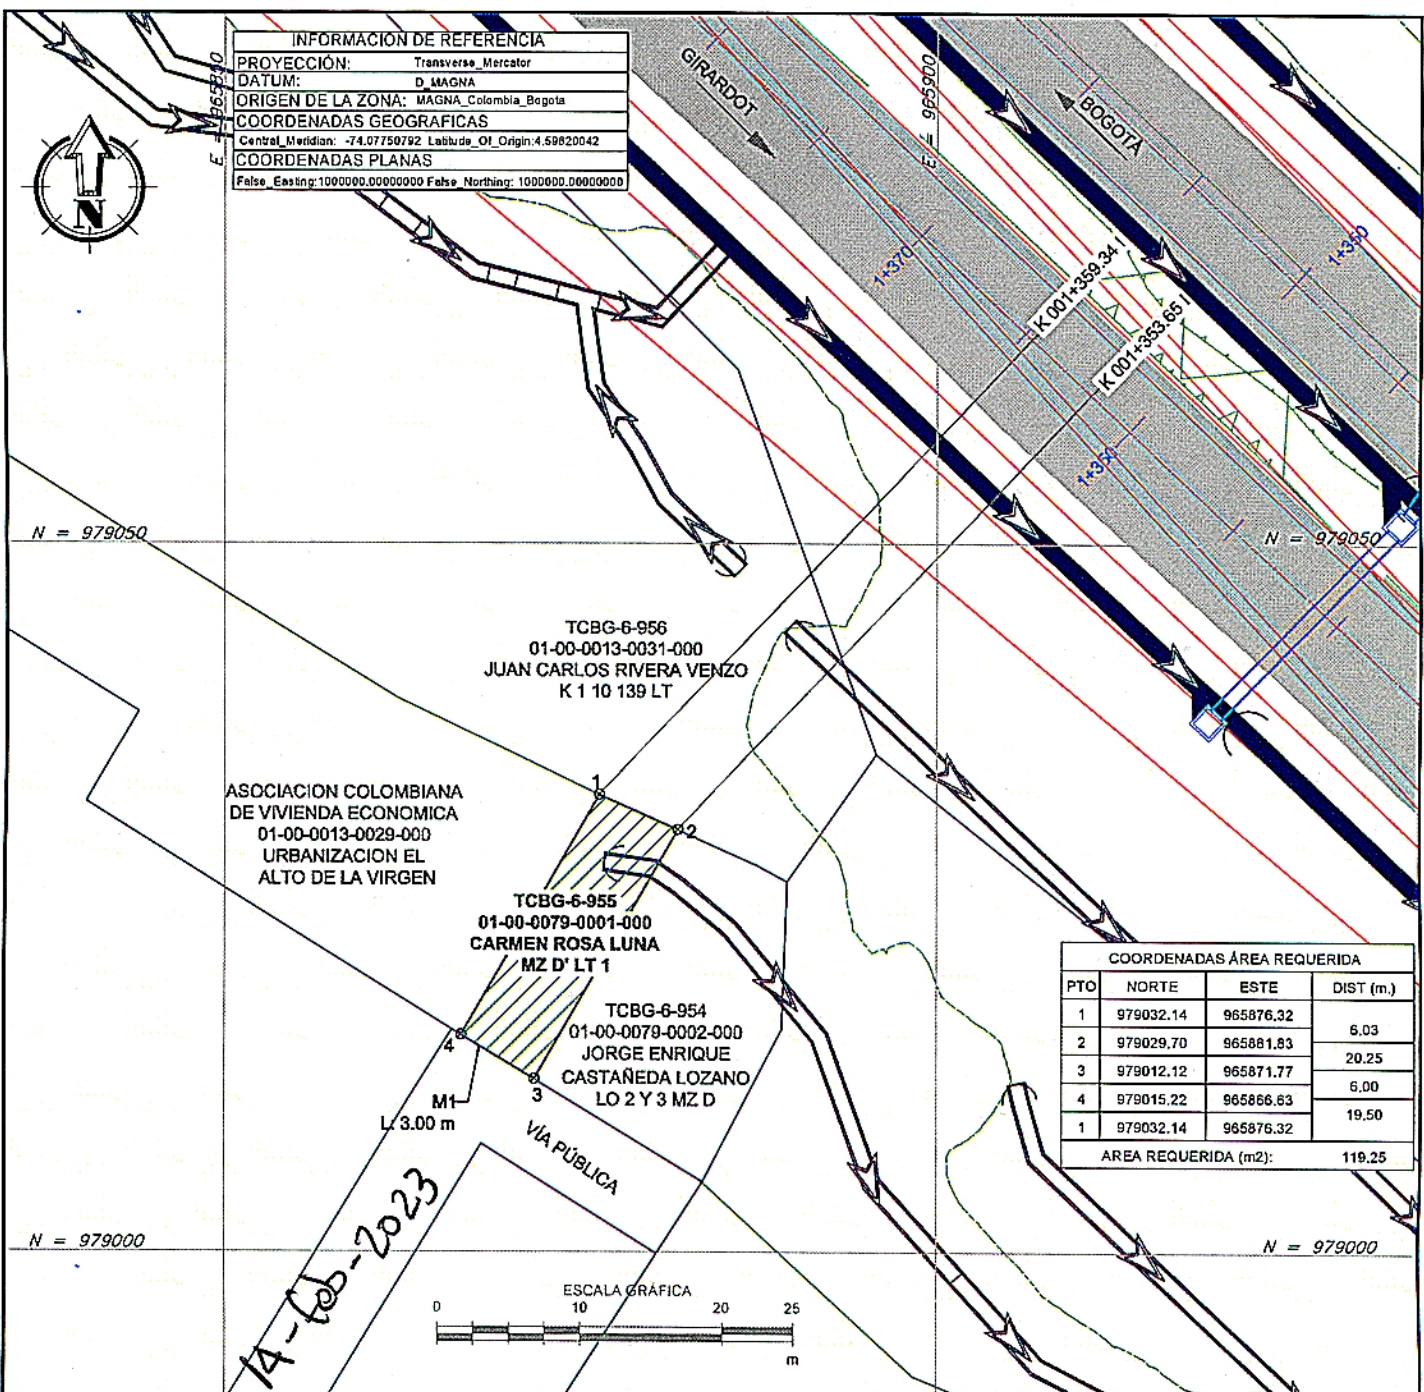 INFORMACION DE REFERENCIA
PROYECCIÓN: Transverse_Mercator
DATUM: D_MAGNA
ORIGEN DE LA ZONA: MAGNA_Colombia_Bogota
COORDENADAS GEOGRAFICAS
Central_Meridian: -74.07750792 Latitude_Of_Origin:4.59620042
COORDENADAS PLANAS
False_Easting:1000000.00000000 False_Northing: 1000000.00000000
E = 965850
E = 965900
GIRARDOT
BOGOTÁ
N
1+370
1+350
K 001+359.34 I
K 001+353.65 I
1+350
N = 979050
N = 979050
TCBG-6-956
01-00-0013-0031-000
JUAN CARLOS RIVERA VENZO
K 1 10 139 LT
ASOCIACION COLOMBIANA
DE VIVIENDA ECONOMICA
01-00-0013-0029-000
URBANIZACION EL
ALTO DE LA VIRGEN
1
2
TCBG-6-955
01-00-0079-0001-000
CARMEN ROSA LUNA
MZ D' LT 1
TCBG-6-954
01-00-0079-0002-000
JORGE ENRIQUE
CASTAÑEDA LOZANO
LO 2 Y 3 MZ D
4
3
M1
L: 3.00 m
VÍA PÚBLICA
COORDENADAS ÁREA REQUERIDA
PTO NORTE ESTE DIST (m.)
1 979032.14 965876.32
6,03
2 979029.70 965881.83
20.25
3 979012.12 965871.77
6,00
4 979015.22 965866.63
19.50
1 979032.14 965876.32
AREA REQUERIDA (m2): 119.25
N = 979000
N = 979000
14-feb-2023
ESCALA GRÁFICA
0 10 20 25
m